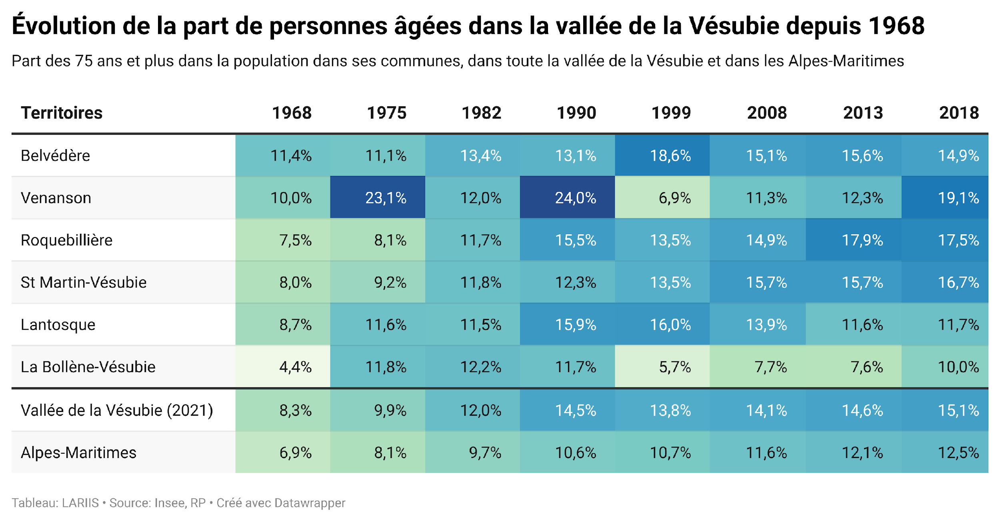 Évolution de la part de personnes âgées dans la vallée de la Vésubie depuis 1968
Part des 75 ans et plus dans la population dans ses communes, dans toute la vallée de la Vésubie et dans les Alpes-Maritimes
Territoires 1968 1975 1982 1990 1999 2008 2013 2018
Belvédère 11,4% 11,1% 13,4% 13,1% 18,6% 15,1% 15,6% 14,9%
Venanson 10,0% 23,1% 12,0% 24,0% 6,9% 11,3% 12,3% 19,1%
Roquebillière 7,5% 8,1% 11,7% 15,5% 13,5% 14,9% 17,9% 17,5%
St Martin-Vésubie 8,0% 9,2% 11,8% 12,3% 13,5% 15,7% 15,7% 16,7%
Lantosque 8,7% 11,6% 11,5% 15,9% 16,0% 13,9% 11,6% 11,7%
La Bollène-Vésubie 4,4% 11,8% 12,2% 11,7% 5,7% 7,7% 7,6% 10,0%
Vallée de la Vésubie (2021) 8,3% 9,9% 12,0% 14,5% 13,8% 14,1% 14,6% 15,1%
Alpes-Maritimes 6,9% 8,1% 9,7% 10,6% 10,7% 11,6% 12,1% 12,5%
Tableau: LARIIS • Source: Insee, RP • Créé avec Datawrapper